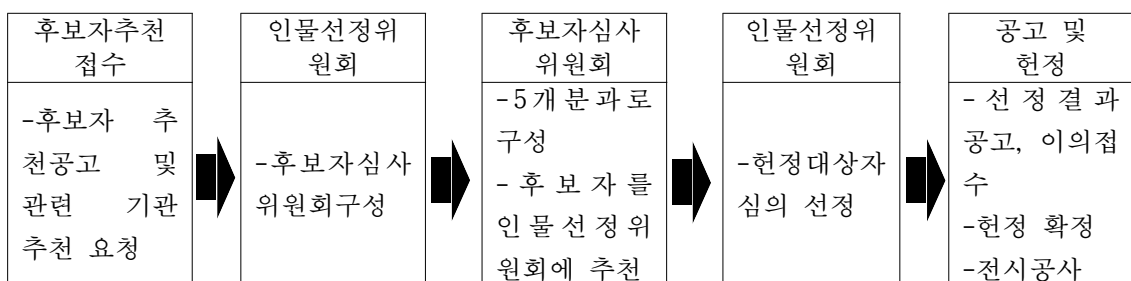 후보자추천
접수
-후보자 추
천공고 및
관련 기관
추천 요청
인물선정위
원회
-후보자심사
위원회구성
후보자심사
위원회
-5개분과로
구성
-후보자를
인물선정위
원회에 추천
인물선정위
원회
-헌정대상자
심의 선정
공고 및
헌정
-선정결과
공고, 이의접
수
-헌정 확정
-전시공사